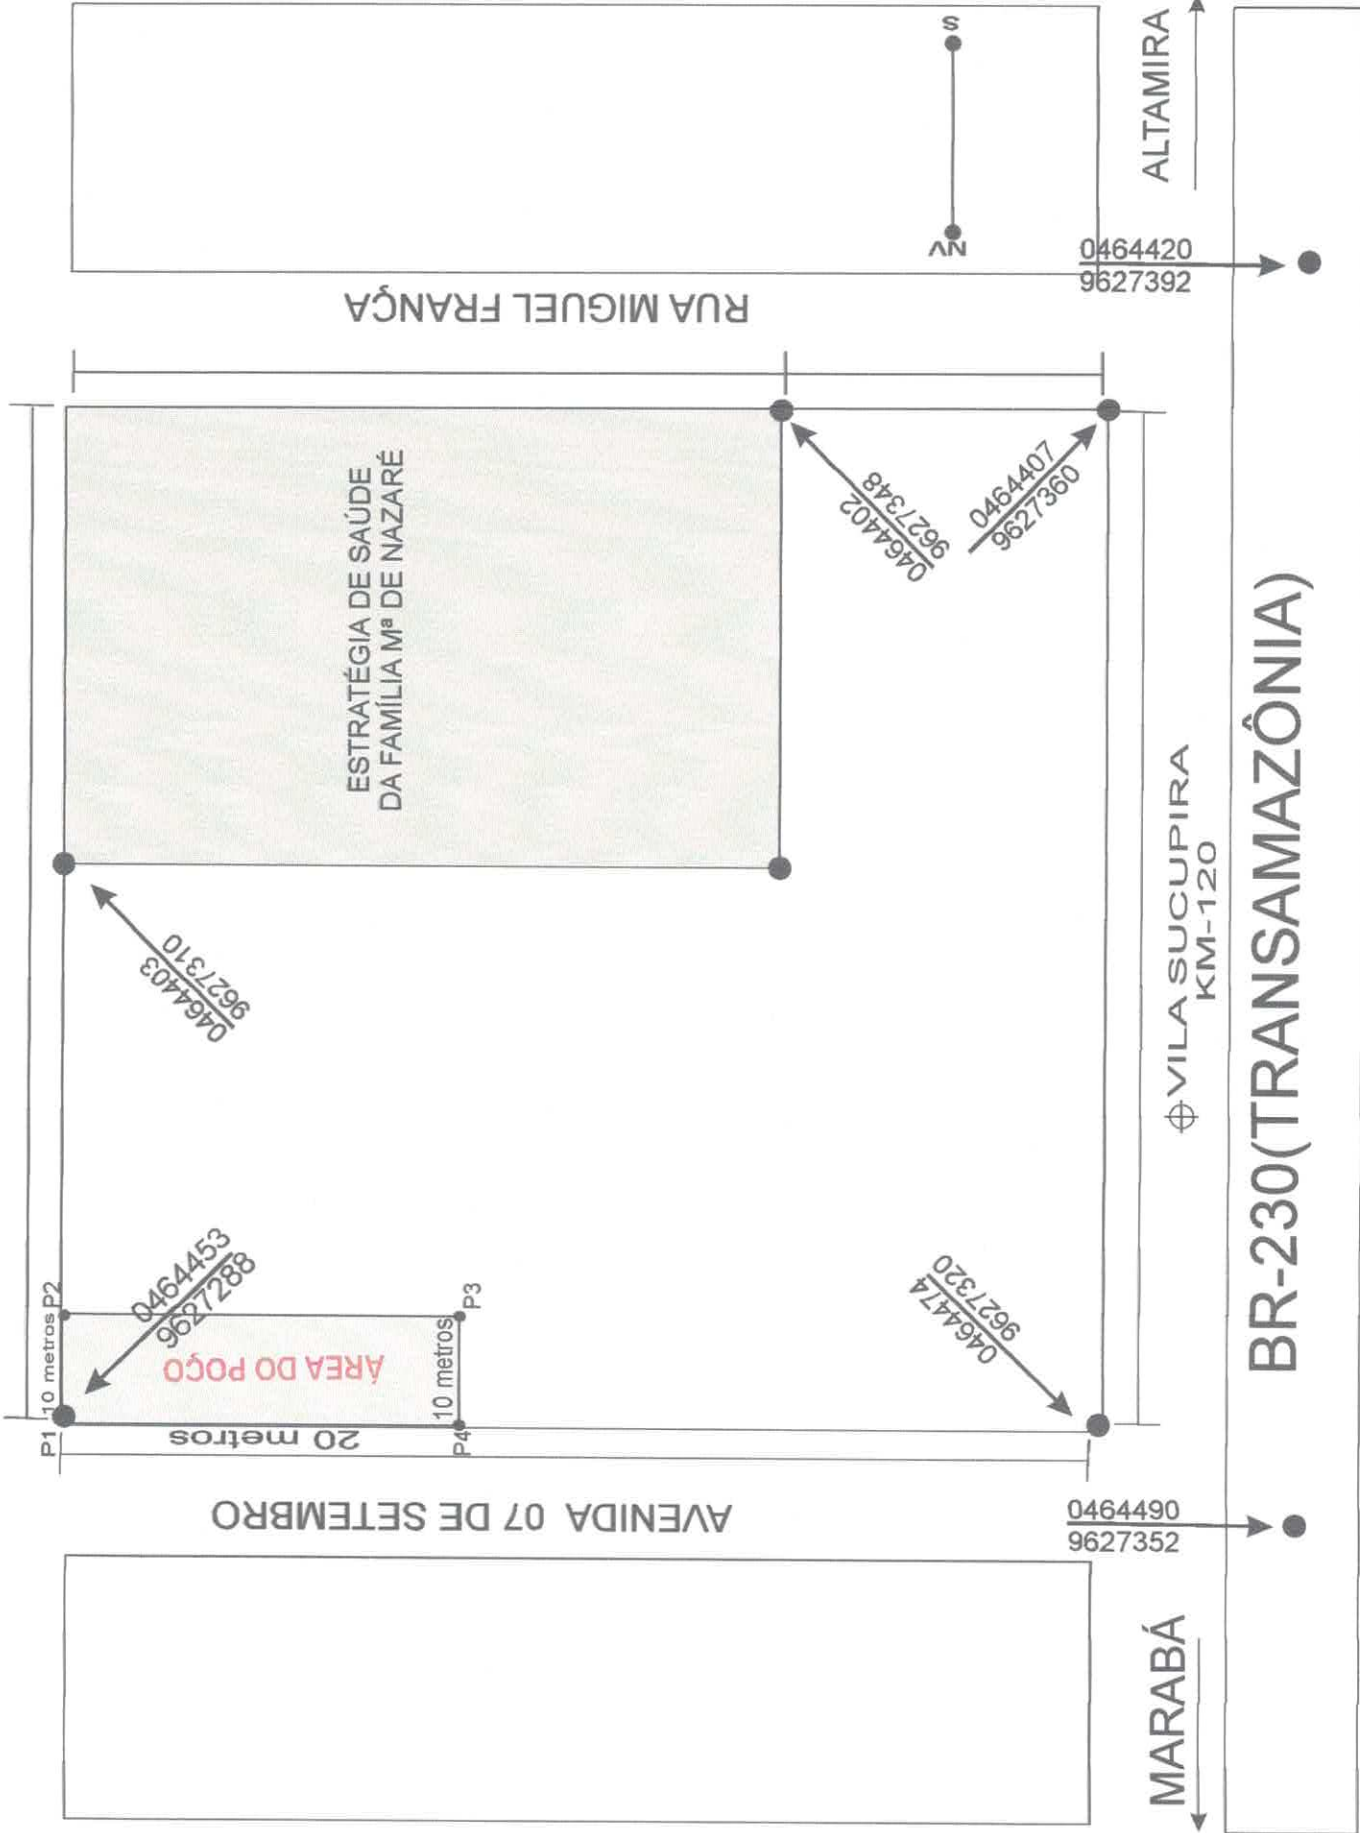 S
NV
ALTAMIRA
0464420
9627392
RUA MIGUEL FRANÇA
ESTRATÉGIA DE SAÚDE
DA FAMÍLIA Mª DE NAZARÉ
0464402
9627348
0464407
9627360
0464403
9627310
VILA SUCUPIRA
KM-120
BR-230(TRANSAMAZÔNIA)
0464453
9627288
P1
10 metros
P2
ÁREA DO POÇO
20 metros
10 metros
P3
P4
0464474
9627320
AVENIDA 07 DE SETEMBRO
0464490
9627352
MARABÁ